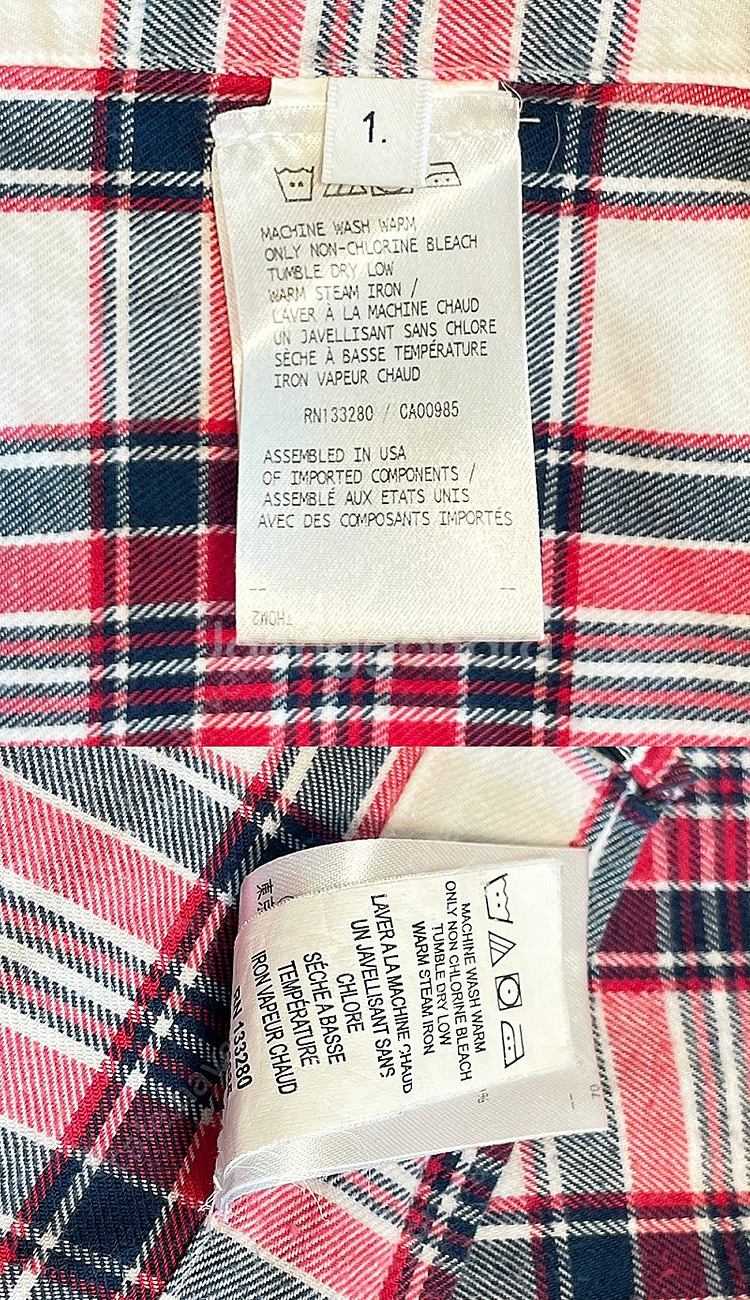 1.
MACHINE WASH WARM
ONLY NON-CHLORINE BLEACH
TUMBLE DRY LOW
WARM STEAM IRON /
LAVER À LA MACHINE CHAUD
UN JAVELLISANT SANS CHLORE
SÈCHE À BASSE TEMPÉRATURE
IRON VAPEUR CHAUD
RN133280 / CA00985
ASSEMBLED IN USA
OF IMPORTED COMPONENTS /
ASSEMBLÉ AUX ETATS UNIS
AVEC DES COMPOSANTS IMPORTÉS
THOM2
MACHINE WASH WARM
ONLY NON CHLORINE BLEACH
TUMBLE DRY LOW
WARM STEAM IRON
LAVER A LA MACHINE CHAUD
UN JAVELLISANT SANS
CHLORE
SÉCHE A BASSE
TEMPÉRATURE
IRON VAPEUR CHAUD
RN 133280